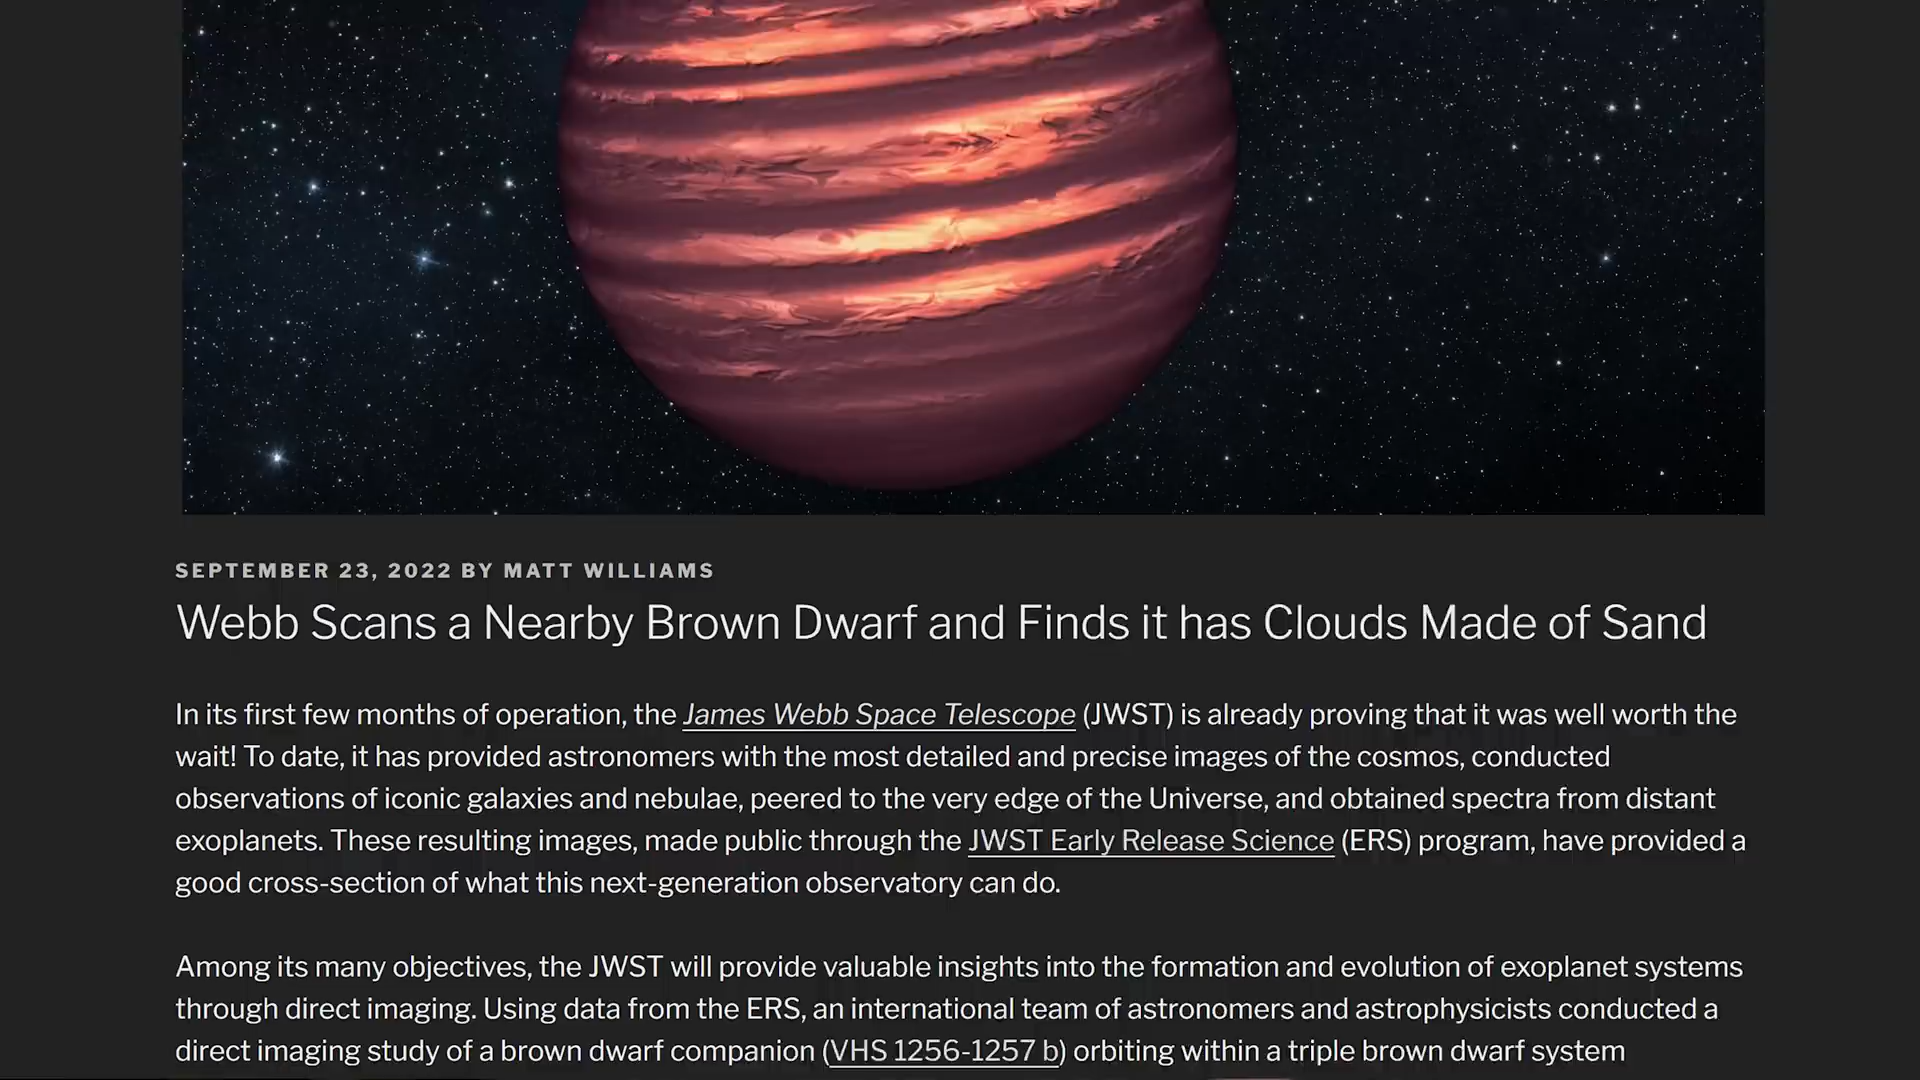 SEPTEMBER 23, 2022 BY MATT WILLIAMS
Webb Scans a Nearby Brown Dwarf and Finds it has Clouds Made of Sand
In its first few months of operation, the James Webb Space Telescope (JWST) is already proving that it was well worth the
wait! To date, it has provided astronomers with the most detailed and precise images of the cosmos, conducted
observations of iconic galaxies and nebulae, peered to the very edge of the Universe, and obtained spectra from distant
exoplanets. These resulting images, made public through the JWST Early Release Science (ERS) program, have provided a
good cross-section of what this next-generation observatory can do.
Among its many objectives, the JWST will provide valuable insights into the formation and evolution of exoplanet systems
through direct imaging. Using data from the ERS, an international team of astronomers and astrophysicists conducted a
direct imaging study of a brown dwarf companion (VHS 1256-1257 b) orbiting within a triple brown dwarf system